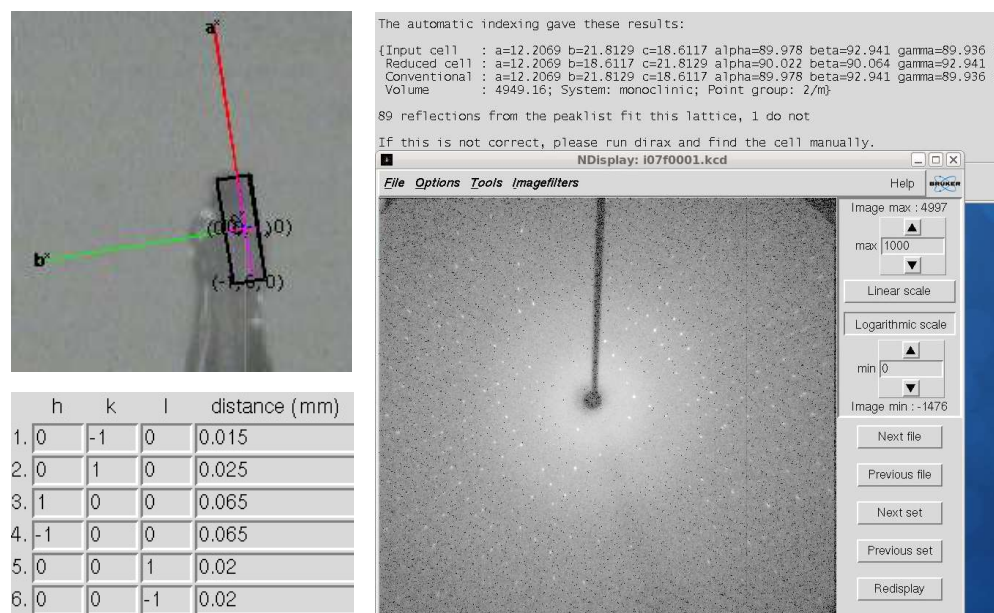 a*
b*
(-1,0,0)
The automatic indexing gave these results:
{Input cell : a=12.2069 b=21.8129 c=18.6117 alpha=89.978 beta=92.941 gamma=89.936
Reduced cell : a=12.2069 b=18.6117 c=21.8129 alpha=90.022 beta=90.064 gamma=92.941
Conventional : a=12.2069 b=21.8129 c=18.6117 alpha=89.978 beta=92.941 gamma=89.936
Volume : 4949.16; System: monoclinic; Point group: 2/m}
89 reflections from the peaklist fit this lattice, 1 do not
If this is not correct, please run dirax and find the cell manually.
NDisplay: i07f0001.kcd
File Options Tools Imagefilters Help BRUKER
Image max : 4997
max 1000
Linear scale
Logarithmic scale
min 0
Image min : -1476
Next file
Previous file
Next set
Previous set
Redisplay
h k l distance (mm)
1. 0 -1 0 0.015
2. 0 1 0 0.025
3. 1 0 0 0.065
4. -1 0 0 0.065
5. 0 0 1 0.02
6. 0 0 -1 0.02